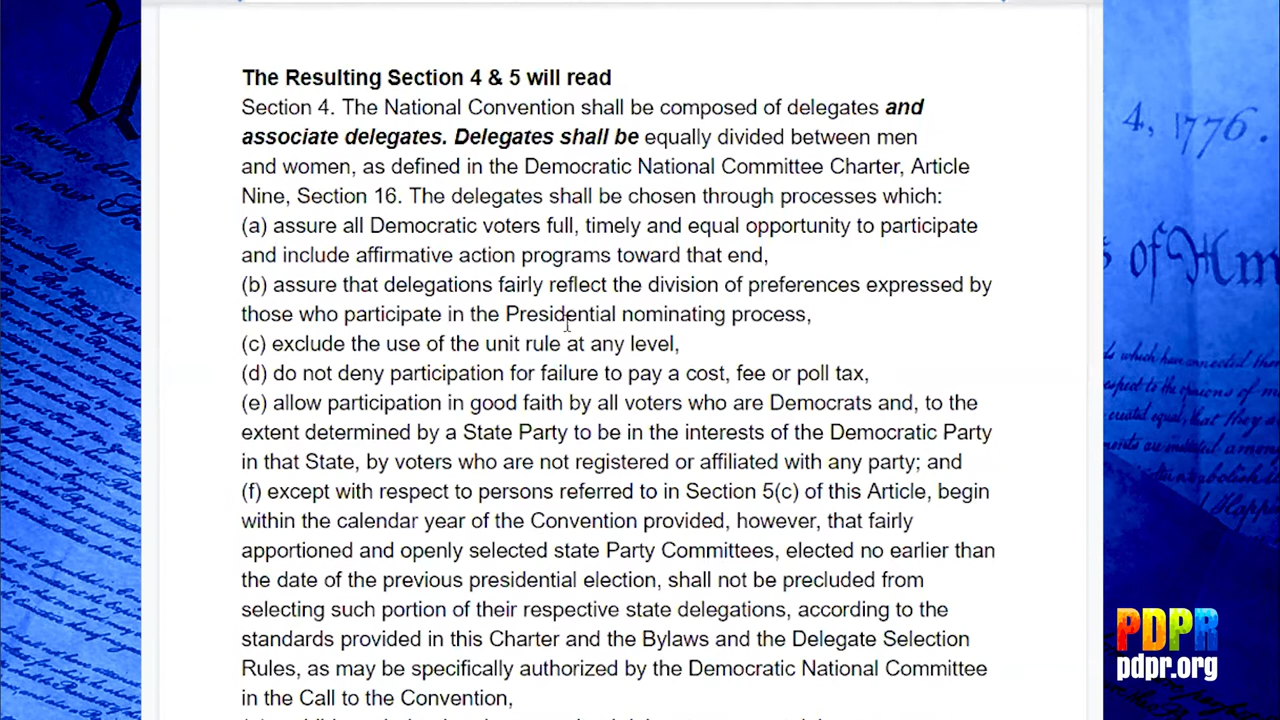 The Resulting Section 4 & 5 will read
Section 4. The National Convention shall be composed of delegates and
associate delegates. Delegates shall be equally divided between men
and women, as defined in the Democratic National Committee Charter, Article
Nine, Section 16. The delegates shall be chosen through processes which:
(a) assure all Democratic voters full, timely and equal opportunity to participate
and include affirmative action programs toward that end,
(b) assure that delegations fairly reflect the division of preferences expressed by
those who participate in the Presidential nominating process,
(c) exclude the use of the unit rule at any level,
(d) do not deny participation for failure to pay a cost, fee or poll tax,
(e) allow participation in good faith by all voters who are Democrats and, to the
extent determined by a State Party to be in the interests of the Democratic Party
in that State, by voters who are not registered or affiliated with any party; and
(f) except with respect to persons referred to in Section 5(c) of this Article, begin
within the calendar year of the Convention provided, however, that fairly
apportioned and openly selected state Party Committees, elected no earlier than
the date of the previous presidential election, shall not be precluded from
selecting such portion of their respective state delegations, according to the
standards provided in this Charter and the Bylaws and the Delegate Selection
Rules, as may be specifically authorized by the Democratic National Committee
in the Call to the Convention,
4, 1776.
of Hum
PDPR
pdpr.org